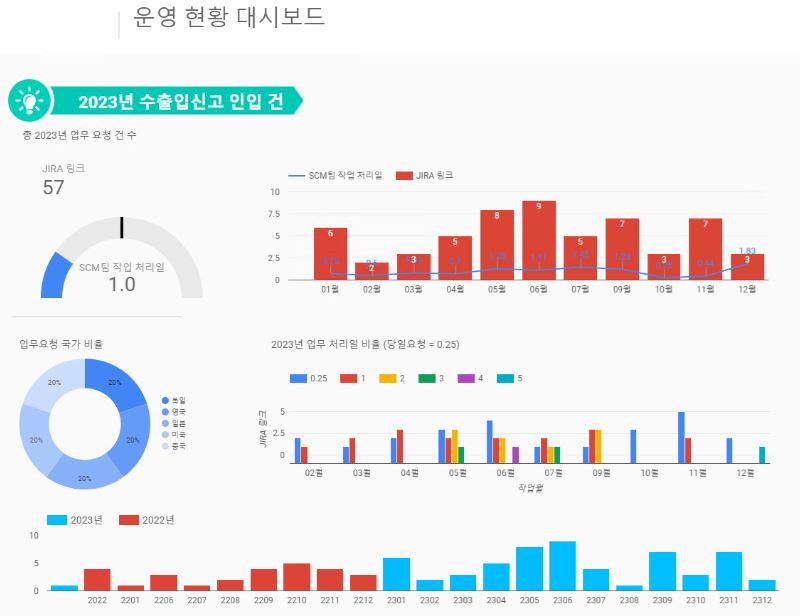 운영 현황 대시보드
2023년 수출입신고 인입 건
총 2023년 업무 요청 건 수
JIRA 링크
57
SCM팀 작업 처리일
1.0
SCM팀 작업 처리일 JIRA 링크
10
7.5
5
2.5
0
6 2 3 5 8 9 5 7 3 7 3
1.83
01월 02월 03월 04월 05월 06월 07월 09월 10월 11월 12월
업무요청 국가 비율
20% 20% 20% 20% 20%
독일
영국
일본
미국
중국
2023년 업무 처리일 비율 (당일요청 = 0.25)
0.25 1 2 3 4 5
JIRA 링크
5
2.5
0
02월 03월 04월 05월 06월 07월 09월 10월 11월 12월
작업월
2023년 2022년
10
5
0
2022 2201 2206 2207 2208 2209 2210 2211 2212 2301 2302 2303 2304 2305 2306 2307 2308 2309 2310 2311 2312